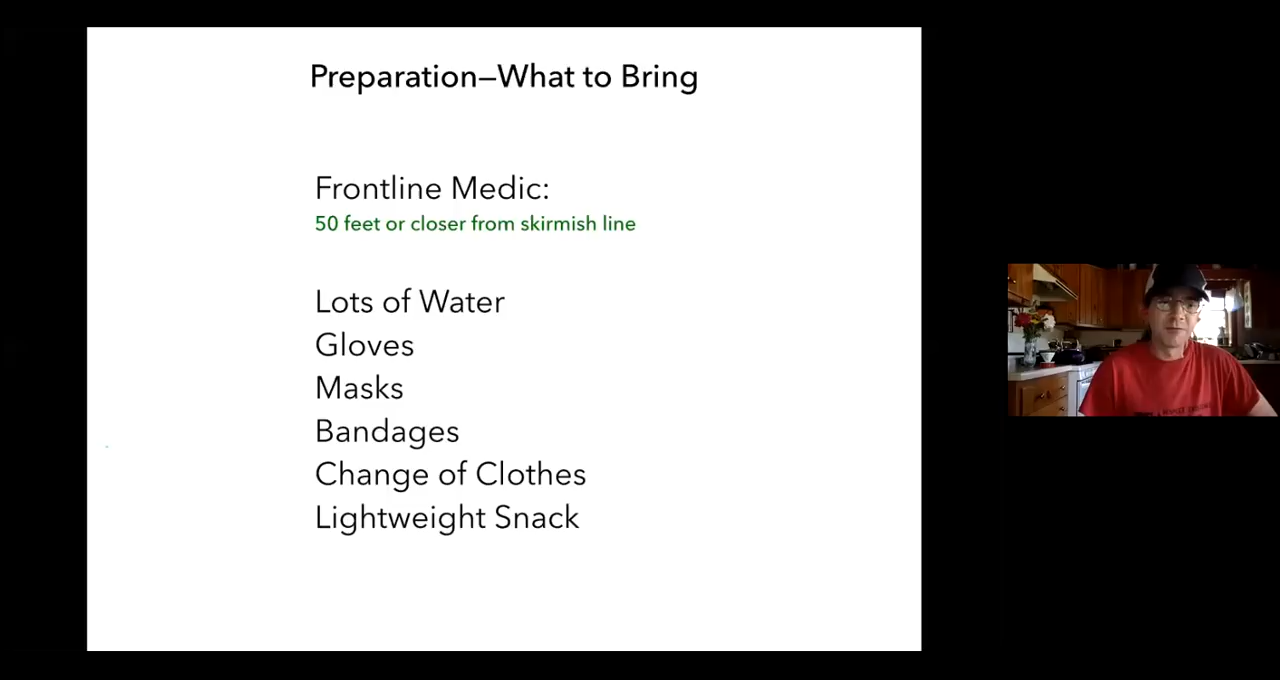 Preparation—What to Bring
Frontline Medic:
50 feet or closer from skirmish line
Lots of Water
Gloves
Masks
Bandages
Change of Clothes
Lightweight Snack